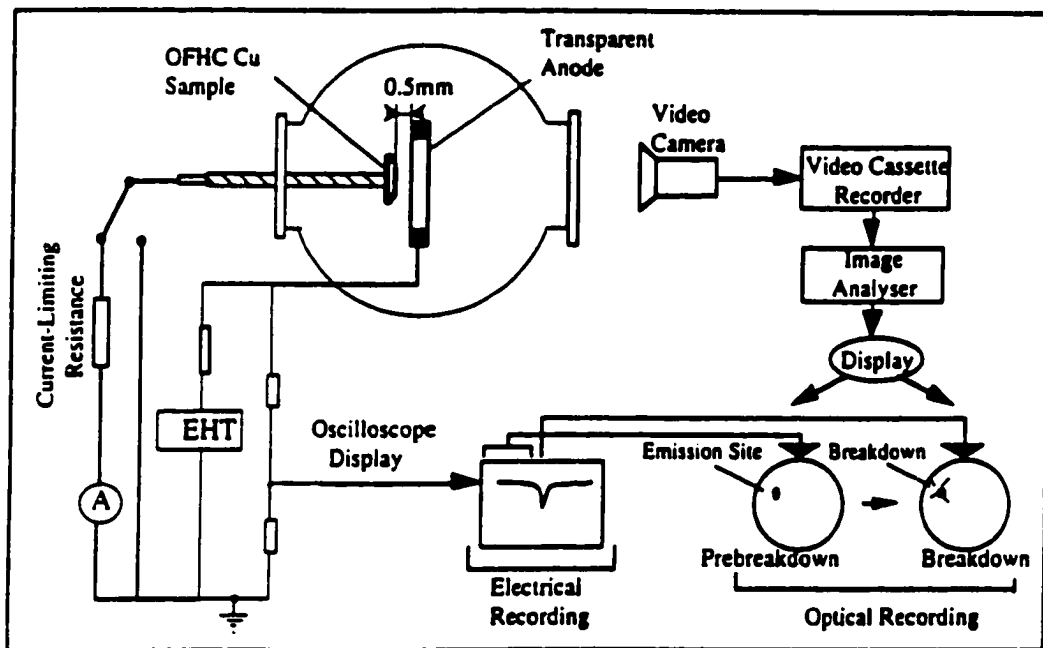 OFHC Cu
Sample
0.5mm
Transparent
Anode
Video
Camera
Video Cassette
Recorder
Image
Analyser
Display
Current-Limiting
Resistance
EHT
A
Oscilloscope
Display
Emission Site
Breakdown
Prebreakdown
Breakdown
Electrical
Recording
Optical Recording